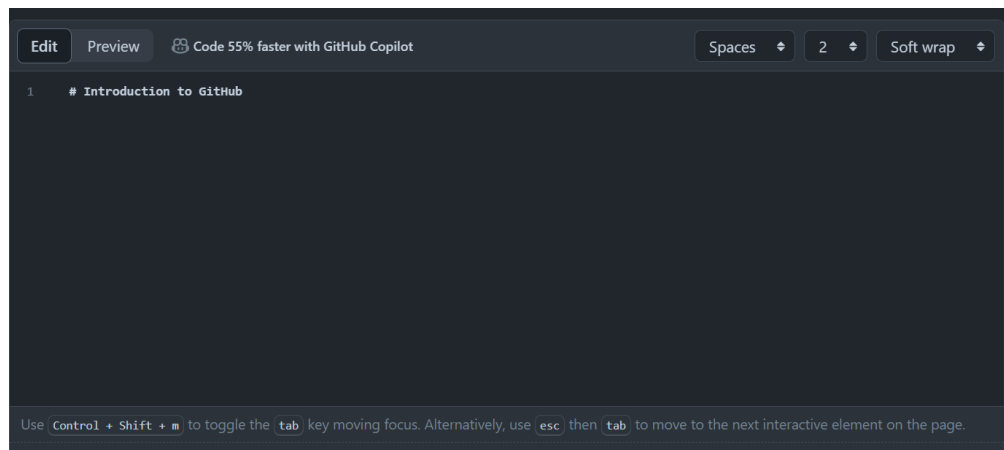 Edit Preview Code 55% faster with GitHub Copilot Spaces 2 Soft wrap
1 # Introduction to GitHub
Use Control + Shift + m to toggle the tab key moving focus. Alternatively, use esc then tab to move to the next interactive element on the page.